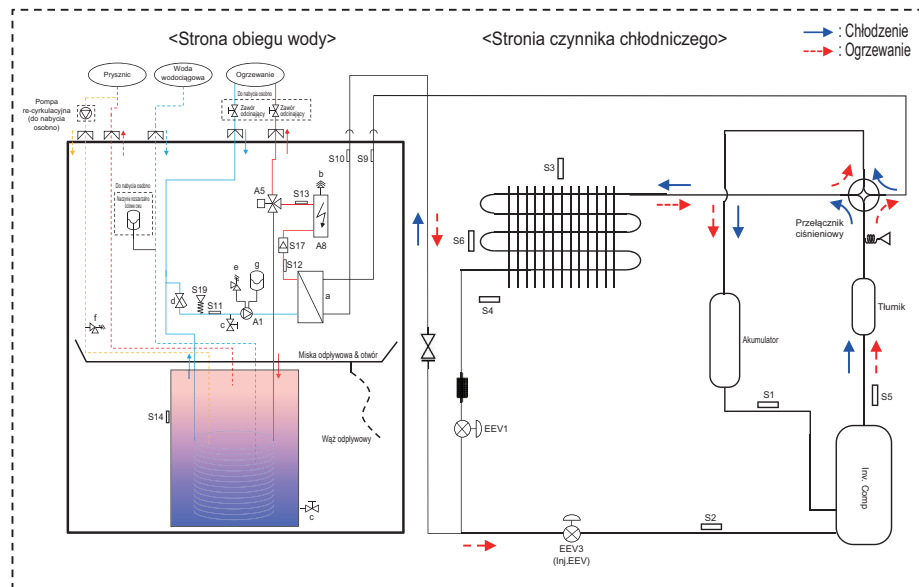 <Strona obiegu wody>
<Stronia czynnika chłodniczego>
: Chłodzenie
: Ogrzewanie
Prysznic
Woda
wodociągowa
Ogrzewanie
Pompa
re-cyrkulacyjna
(do nabycia
osobno)
Do nabycia osobno
Zawór
odcinający
Zawór
odcinający
S10
S9
b
A5
S13
Do nabycia osobno
A8
S17
S12
e
g
a
d
S19
S11
c
A1
f
Miska odpływowa & otwór
S14
Wąż odpływowy
c
S3
S6
S4
Przełącznik
ciśnieniowy
Tłumik
Akumulator
S1
S5
EEV1
Inv. Comp
S2
EEV3
(Inj.EEV)